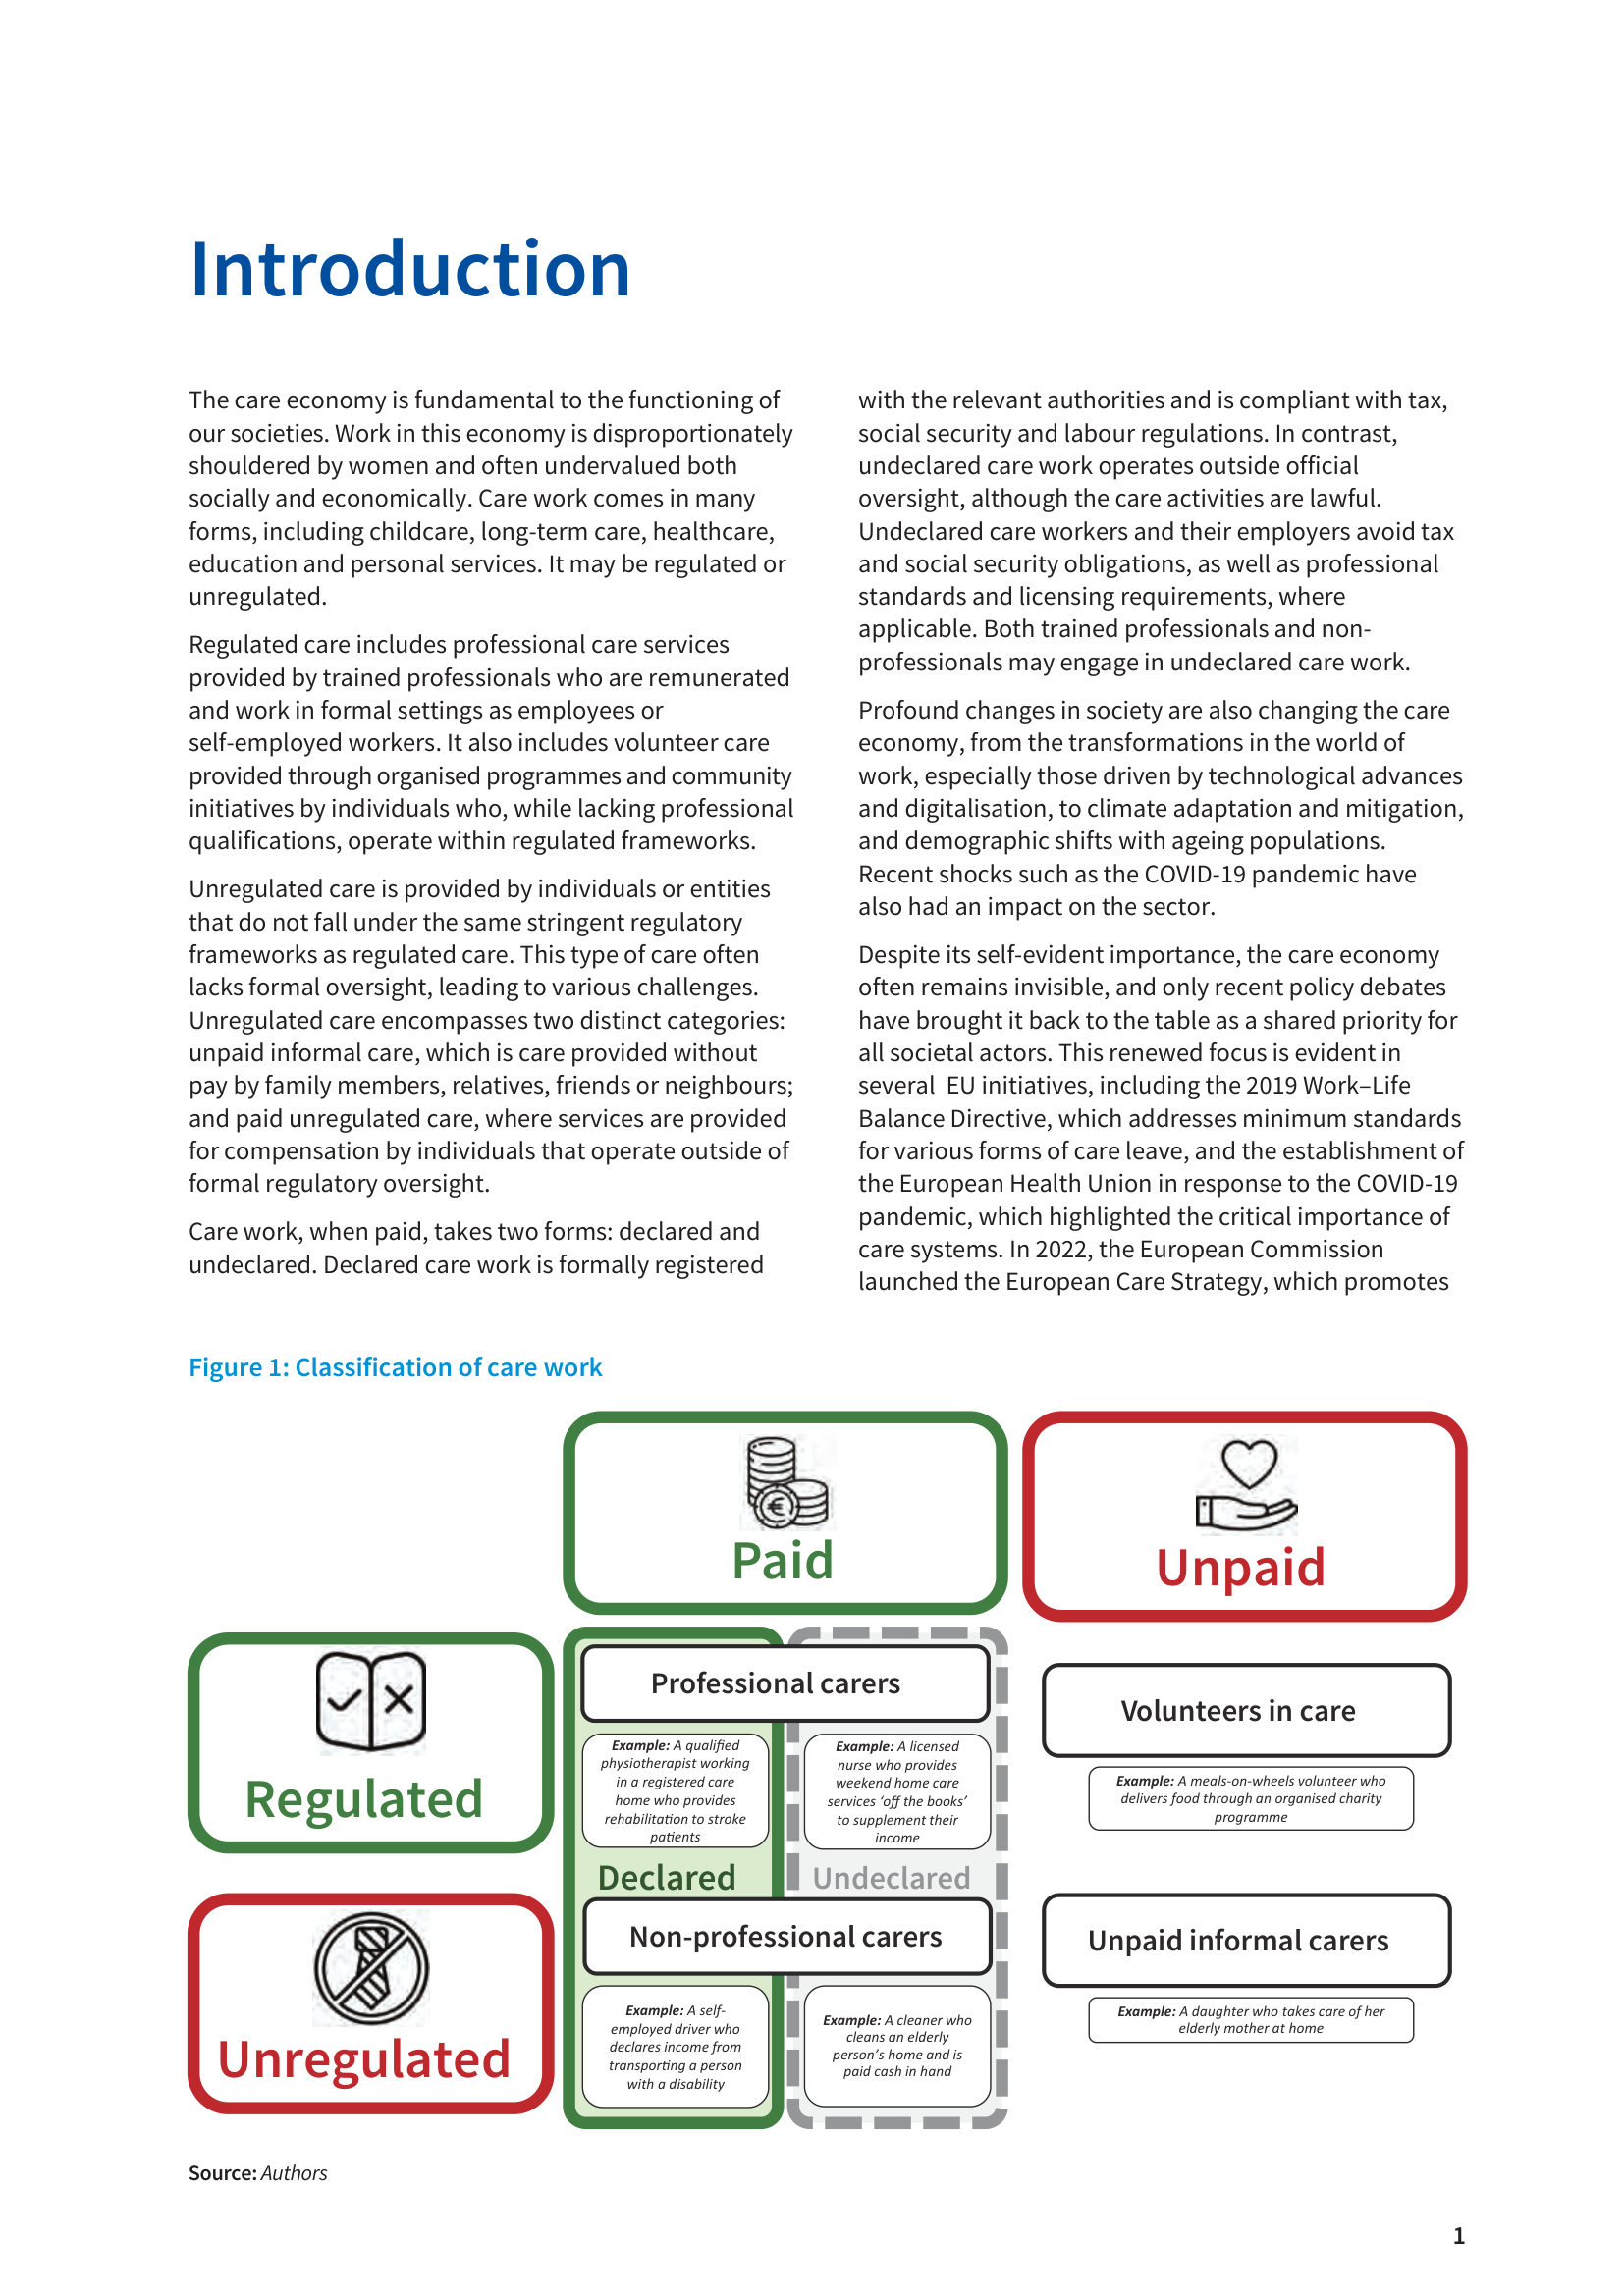 Introduction
The care economy is fundamental to the functioning of
our societies. Work in this economy is disproportionately
shouldered by women and often undervalued both
socially and economically. Care work comes in many
forms, including childcare, long-term care, healthcare,
education and personal services. It may be regulated or
unregulated.
Regulated care includes professional care services
provided by trained professionals who are remunerated
and work in formal settings as employees or
self-employed workers. It also includes volunteer care
provided through organised programmes and community
initiatives by individuals who, while lacking professional
qualifications, operate within regulated frameworks.
Unregulated care is provided by individuals or entities
that do not fall under the same stringent regulatory
frameworks as regulated care. This type of care often
lacks formal oversight, leading to various challenges.
Unregulated care encompasses two distinct categories:
unpaid informal care, which is care provided without
pay by family members, relatives, friends or neighbours;
and paid unregulated care, where services are provided
for compensation by individuals that operate outside of
formal regulatory oversight.
Care work, when paid, takes two forms: declared and
undeclared. Declared care work is formally registered
with the relevant authorities and is compliant with tax,
social security and labour regulations. In contrast,
undeclared care work operates outside official
oversight, although the care activities are lawful.
Undeclared care workers and their employers avoid tax
and social security obligations, as well as professional
standards and licensing requirements, where
applicable. Both trained professionals and non-
professionals may engage in undeclared care work.
Profound changes in society are also changing the care
economy, from the transformations in the world of
work, especially those driven by technological advances
and digitalisation, to climate adaptation and mitigation,
and demographic shifts with ageing populations.
Recent shocks such as the COVID-19 pandemic have
also had an impact on the sector.
Despite its self-evident importance, the care economy
often remains invisible, and only recent policy debates
have brought it back to the table as a shared priority for
all societal actors. This renewed focus is evident in
several  EU initiatives, including the 2019 Work–Life
Balance Directive, which addresses minimum standards
for various forms of care leave, and the establishment of
the European Health Union in response to the COVID-19
pandemic, which highlighted the critical importance of
care systems. In 2022, the European Commission
launched the European Care Strategy, which promotes
Figure 1: Classification of care work
Paid
Unpaid
Regulated
Professional carers
Example: A qualified
physiotherapist working
in a registered care
home who provides
rehabilitation to stroke
patients
Example: A licensed
nurse who provides
weekend home care
services ‘off the books’
to supplement their
income
Volunteers in care
Example: A meals-on-wheels volunteer who
delivers food through an organised charity
programme
Declared
Undeclared
Unregulated
Non-professional carers
Example: A self-
employed driver who
declares income from
transporting a person
with a disability
Example: A cleaner who
cleans an elderly
person’s home and is
paid cash in hand
Unpaid informal carers
Example: A daughter who takes care of her
elderly mother at home
Source: Authors
1